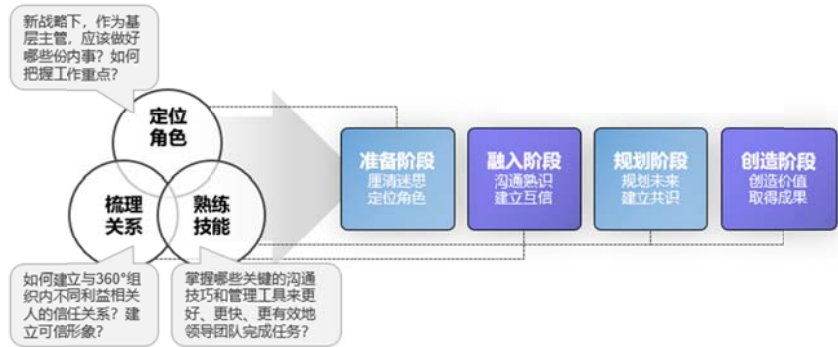 新战略下，作为基
层主管，应该做好
哪些份内事？如何
把握工作重点？
定位
角色
梳理
关系
熟练
技能
如何建立与360°组
织内不同利益相关
人的信任关系？建
立可信形象？
掌握哪些关键的沟通
技巧和管理工具来更
好、更快、更有效地
领导团队完成任务？
准备阶段
厘清迷思
定位角色
融入阶段
沟通熟识
建立互信
规划阶段
规划未来
建立共识
创造阶段
创造价值
取得成果